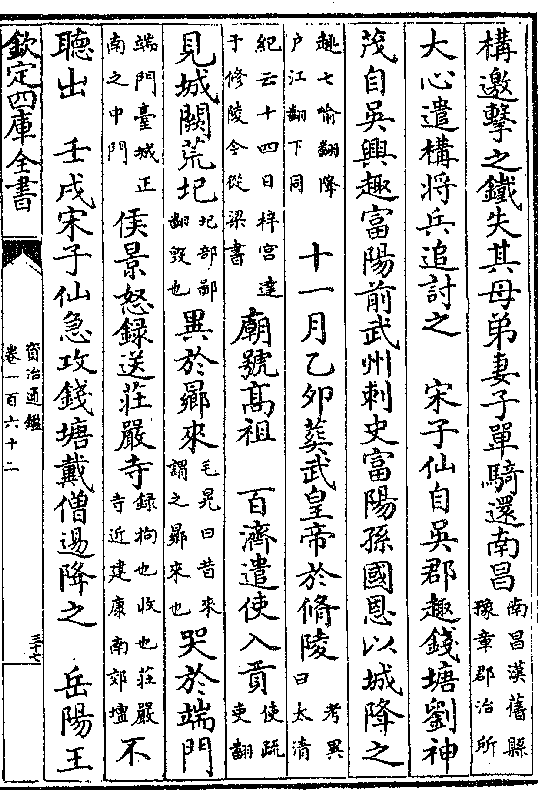 構邀擊之鐵失其母弟妻子單騎還南昌南昌漢舊縣豫章郡治所
大心遣構将兵追討之　宋子仙自吳郡趣錢塘劉神
茂自吳興趣富陽前武州刺史富陽孫國恩以城降之
趣七喻翻降户江翻下同　十一月乙卯葬武皇帝於脩陵考異曰太清
紀云十四日梓宫達于修陵今從梁書　廟號髙祖　百濟遣使入貢使疏吏翻
見城闕荒圮圮部鄙翻毁也異於曏來毛晃曰昔來謂之曏來也哭於端門
端門臺城正南之中門侯景怒録送莊嚴寺録拘也收也莊嚴寺近建康南郊壇不
聽出　壬戌宋子仙急攻錢塘戴僧逷降之　岳陽王
欽定四庫全書
資治通鑑
卷一百六十二
三十七